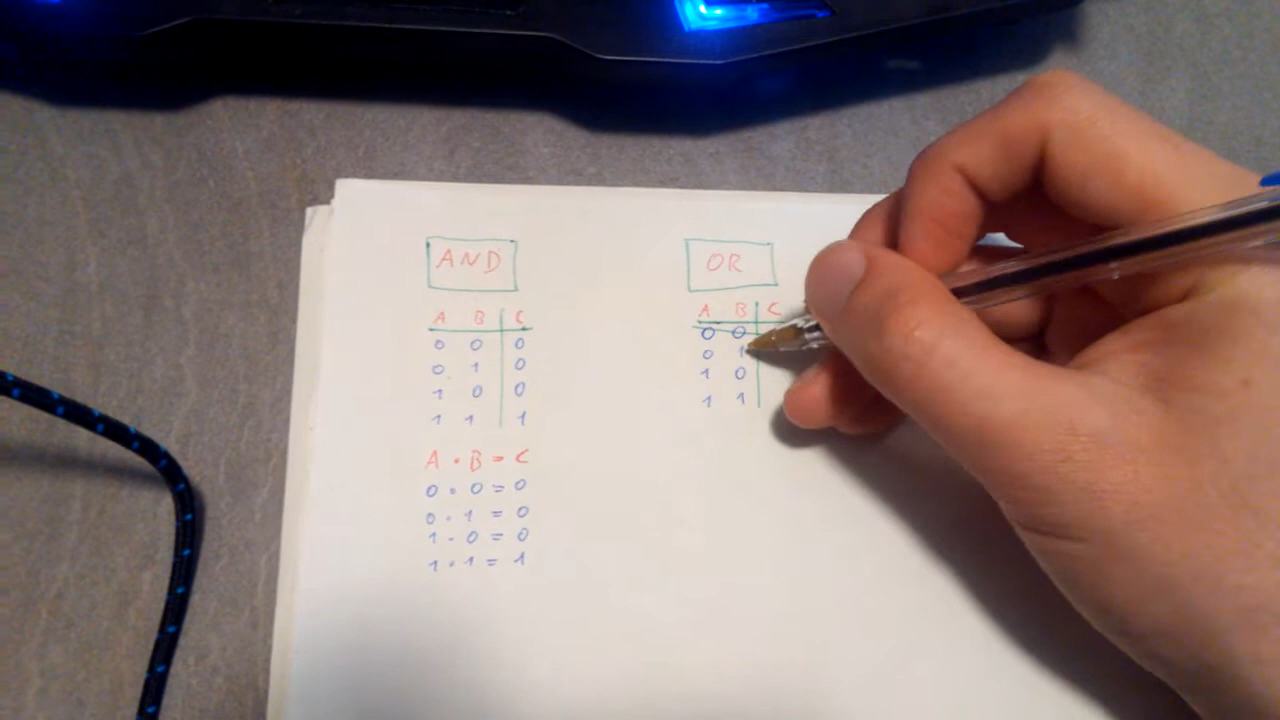 AND
A B C
0 0 0
0 1 0
1 0 0
1 1 1
A · B = C
0 · 0 = 0
0 · 1 = 0
1 · 0 = 0
1 · 1 = 1
OR
A B C
0 0
0 1
1 0
1 1